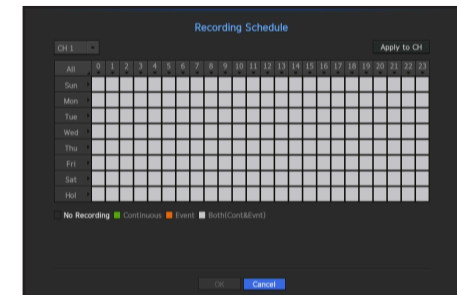 Recording Schedule
CH 1 Apply to CH
All 0 1 2 3 4 5 6 7 8 9 10 11 12 13 14 15 16 17 18 19 20 21 22 23
Sun
Mon
Tue
Wed
Thu
Fri
Sat
Hol
No Recording Continuous Event Both(Cont&Evnt)
OK Cancel